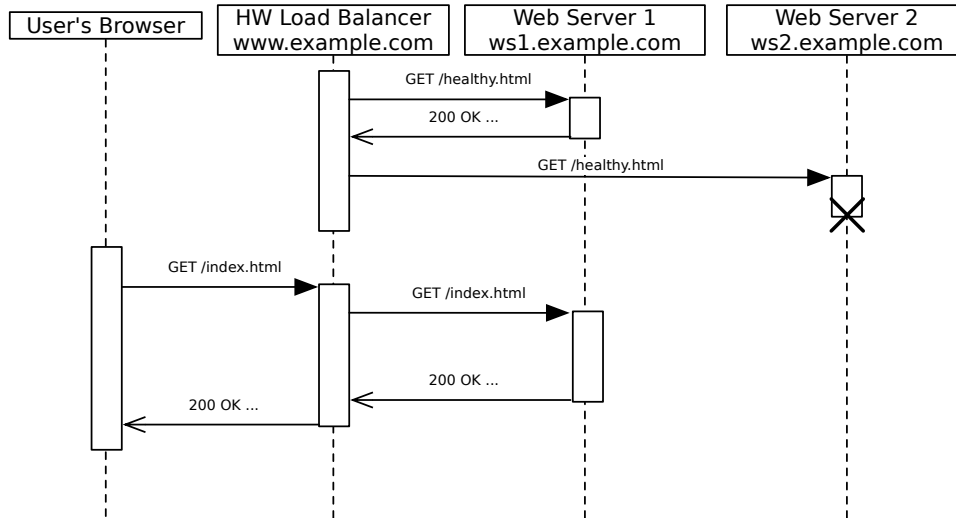 User's Browser
HW Load Balancer
www.example.com
Web Server 1
ws1.example.com
Web Server 2
ws2.example.com
GET /healthy.html
200 OK ...
GET /healthy.html
GET /index.html
GET /index.html
200 OK ...
200 OK ...